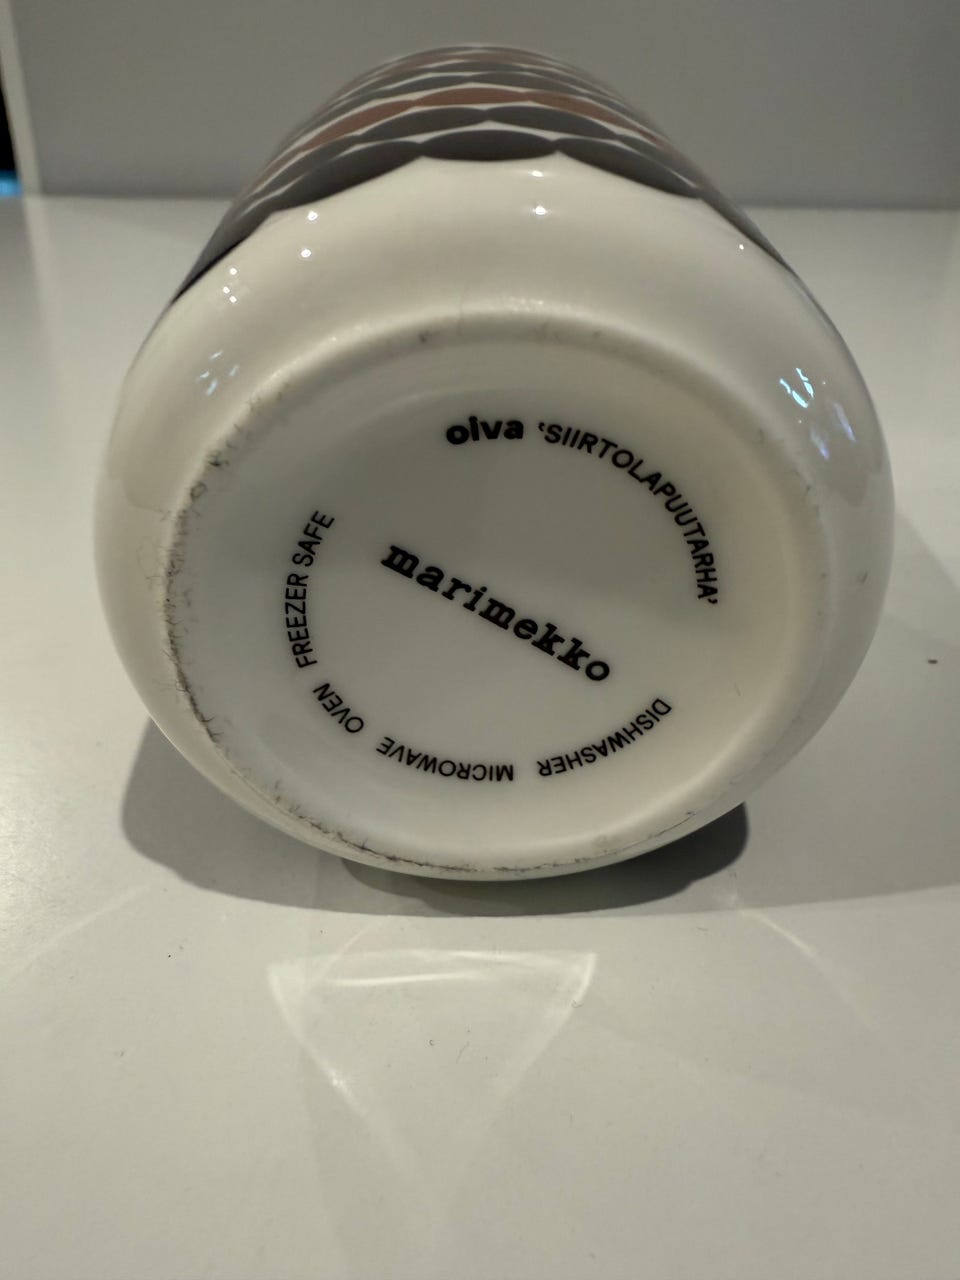 oiva 'SIIRTOLAPUUTARHA'
marimekko
DISHWASHER MICROWAVE OVEN FREEZER SAFE